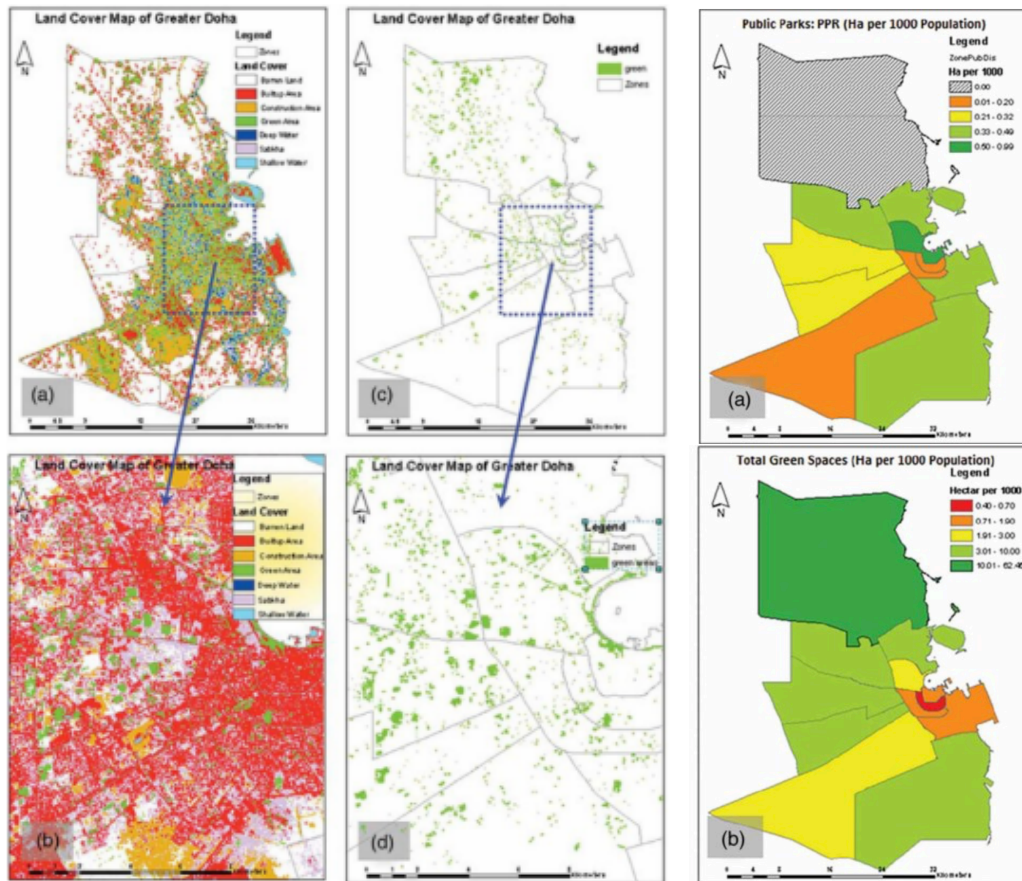 Land Cover Map of Greater Doha
Legend
Zones
Land Cover
Barren Land
Builtup Area
Construction Area
Green Area
Deep Water
Sabkha
Shallow Water
N
(a)
Land Cover Map of Greater Doha
Legend
green
Zones
N
(c)
Public Parks: PPR (Ha per 1000 Population)
Legend
ZonePubDis
Ha per 1000
0.00
0.01 - 0.20
0.21 - 0.32
0.33 - 0.49
0.50 - 0.99
N
(a)
Kilometers
Land Cover Map of Greater Doha
Legend
Zones
Land Cover
Barren Land
Builtup Area
Construction Area
Green Area
Deep Water
Sabkha
Shallow Water
N
(b)
Land Cover Map of Greater Doha
Legend
Zones
green areas
N
(d)
Total Green Spaces (Ha per 1000 Population)
Legend
Hectar per 1000
0.40 - 0.70
0.71 - 1.90
1.91 - 3.00
3.01 - 10.00
N
(b)
Kilometers